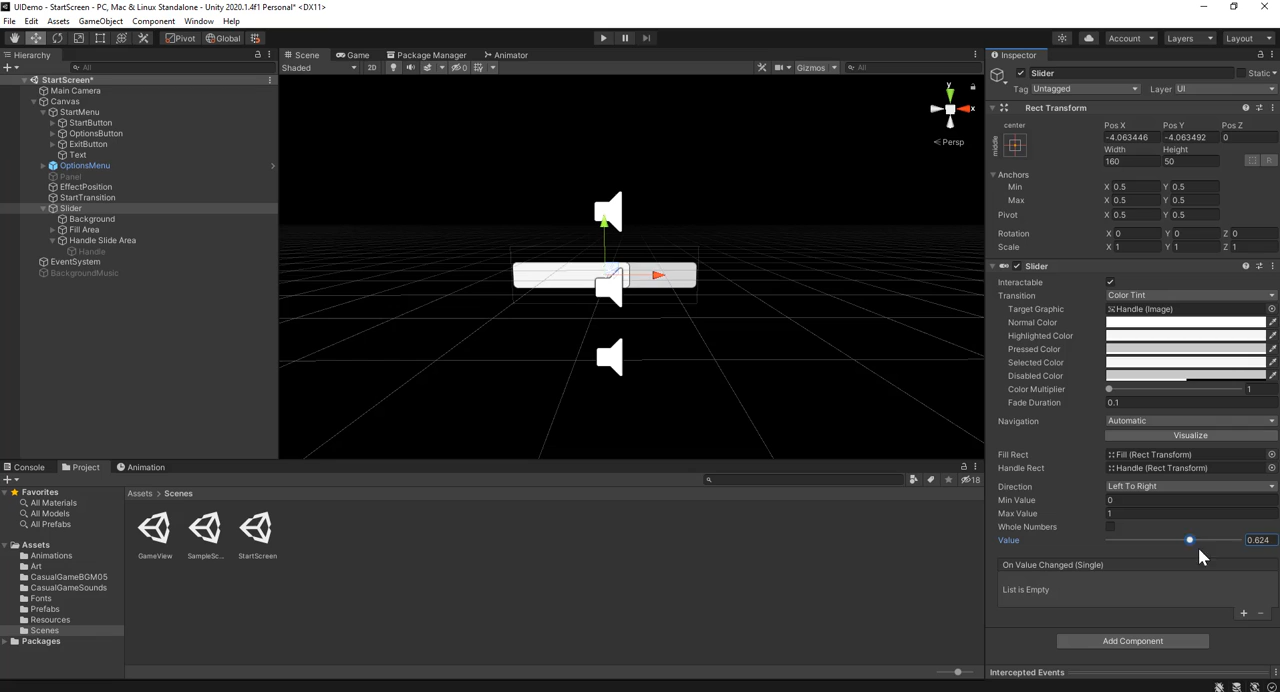 UIDemo - StartScreen - PC, Mac & Linux Standalone - Unity 2020.1.4f1 Personal* <DX11>
File Edit Assets GameObject Component Window Help
Pivot Global Account Layers Layout
Hierarchy
All
StartScreen*
Main Camera
Canvas
StartMenu
StartButton
OptionsButton
ExitButton
Text
OptionsMenu
Panel
EffectPosition
StartTransition
Slider
Background
Fill Area
Handle Slide Area
Handle
EventSystem
BackgroundMusic
Scene Game Package Manager Animator
Shaded 2D 0 Gizmos All
y
x
Persp
Inspector
Slider Static
Tag Untagged Layer UI
Rect Transform
center Pos X Pos Y Pos Z
middle -4.063446 -4.063492 0
Width Height
160 50 R
Anchors
Min X 0.5 Y 0.5
Max X 0.5 Y 0.5
Pivot X 0.5 Y 0.5
Rotation X 0 Y 0 Z 0
Scale X 1 Y 1 Z 1
Slider
Interactable
Transition Color Tint
Target Graphic Handle (Image)
Normal Color
Highlighted Color
Pressed Color
Selected Color
Disabled Color
Color Multiplier 1
Fade Duration 0.1
Navigation Automatic
Visualize
Fill Rect Fill (Rect Transform)
Handle Rect Handle (Rect Transform)
Direction Left To Right
Min Value 0
Max Value 1
Whole Numbers
Value 0.624
On Value Changed (Single)
List is Empty
Add Component
Intercepted Events
Console Project Animation
18
Favorites
All Materials
All Models
All Prefabs
Assets
Animations
Art
CasualGameBGM05
CasualGameSounds
Fonts
Prefabs
Resources
Scenes
Packages
Assets Scenes
GameView SampleSc... StartScreen